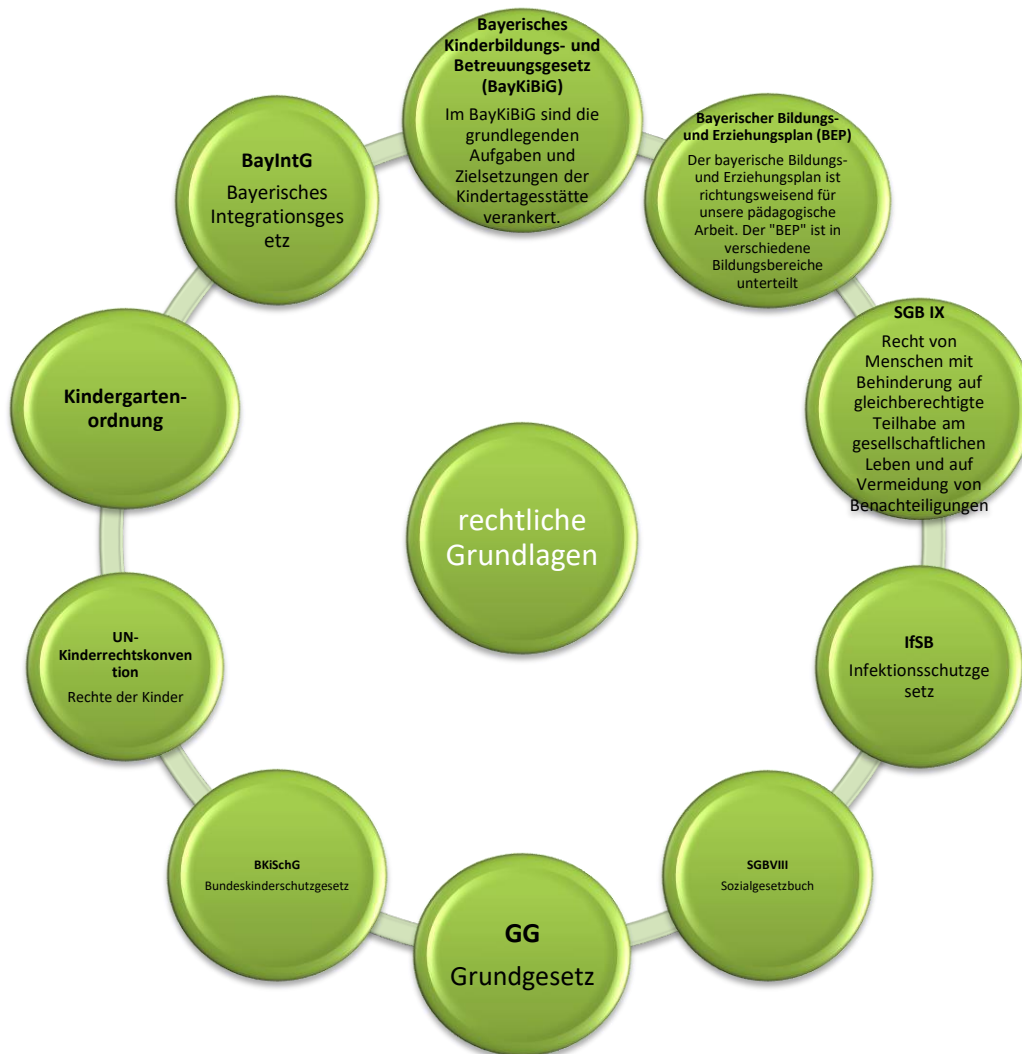 Bayerisches
Kinderbildungs- und
Betreuungsgesetz
(BayKiBiG)
Im BayKiBiG sind die
grundlegenden
Aufgaben und
Zielsetzungen der
Kindertagesstätte
verankert.
Bayerischer Bildungs-
und Erziehungsplan (BEP)
Der bayerische Bildungs-
und Erziehungsplan ist
richtungsweisend für
unsere pädagogische
Arbeit. Der "BEP" ist in
verschiedene
Bildungsbereiche
unterteilt
SGB IX
Recht von
Menschen mit
Behinderung auf
gleichberechtigte
Teilhabe am
gesellschaftlichen
Leben und auf
Vermeidung von
Benachteiligungen
IfSB
Infektionsschutzge
setz
SGBVIII
Sozialgesetzbuch
GG
Grundgesetz
BKiSchG
Bundeskinderschutzgesetz
UN-
Kinderrechtskonven
tion
Rechte der Kinder
Kindergarten-
ordnung
BayIntG
Bayerisches
Integrationsges
etz
rechtliche
Grundlagen